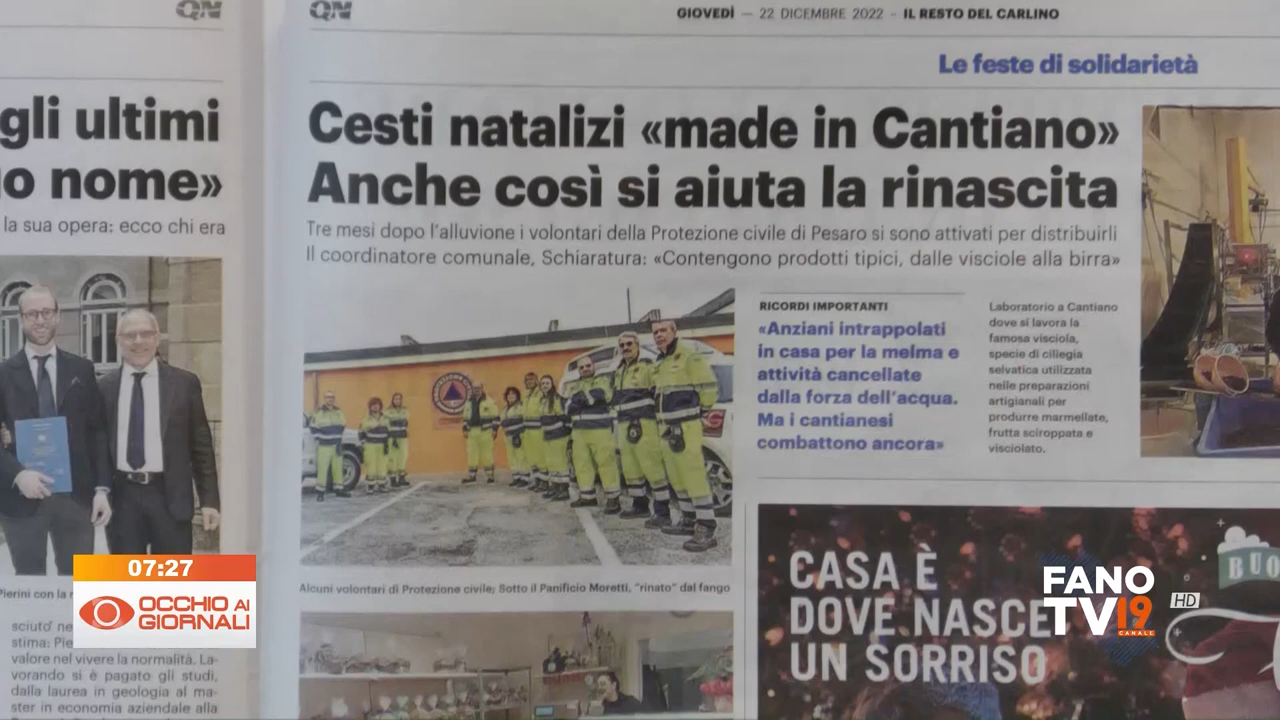 QN
QN
GIOVEDÌ — 22 DICEMBRE 2022 - IL RESTO DEL CARLINO
Le feste di solidarietà
gli ultimi
nome»
la sua opera: ecco chi era
Cesti natalizi «made in Cantiano»
Anche così si aiuta la rinascita
Tre mesi dopo l'alluvione i volontari della Protezione civile di Pesaro si sono attivati per distribuirli
Il coordinatore comunale, Schiaratura: «Contengono prodotti tipici, dalle visciole alla birra»
RICORDI IMPORTANTI
«Anziani intrappolati
in casa per la melma e
attività cancellate
dalla forza dell'acqua.
Ma i cantianesi
combattono ancora»
Laboratorio a Cantiano
dove si lavora la
famosa visciola,
specie di ciliegia
selvatica utilizzata
nelle preparazioni
artigianali per
produrre marmellate,
frutta sciroppata e
visciolato.
Alcuni volontari di Protezione civile; Sotto il Panificio Moretti, "rinato" dal fango
Pierini con la
sciuto ne
stima: Pie
valore nel vivere la normalità. La-
vorando si è pagato gli studi,
dalla laurea in geologia al ma-
ster in economia aziendale alla
07:27
OCCHIO AI
GIORNALI
CASA È
DOVE NASCE
UN SORRISO
BUO
FANO
TV19
CANALE
HD